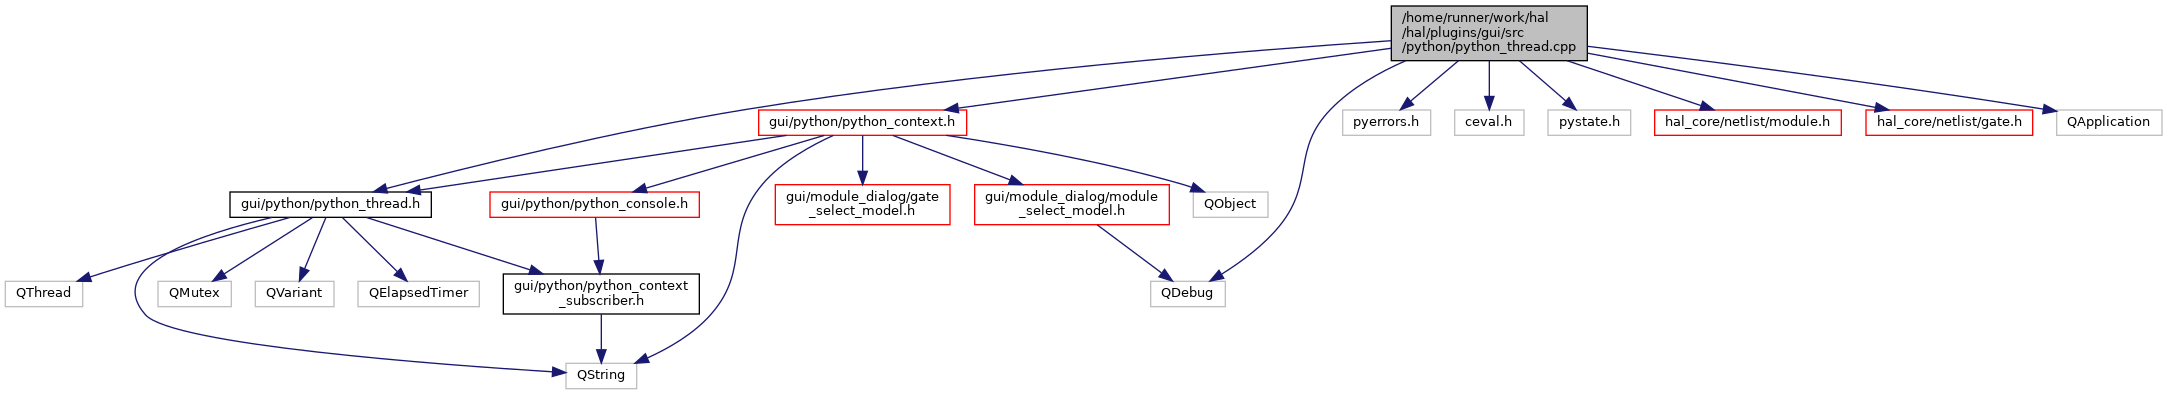 /home/runner/work/hal
/hal/plugins/gui/src
/python/python_thread.cpp
gui/python/python_context.h
pyerrors.h
ceval.h
pystate.h
hal_core/netlist/module.h
hal_core/netlist/gate.h
QApplication
gui/python/python_thread.h
gui/python/python_console.h
gui/module_dialog/gate
_select_model.h
gui/module_dialog/module
_select_model.h
QObject
QThread
QMutex
QVariant
QElapsedTimer
gui/python/python_context
_subscriber.h
QDebug
QString